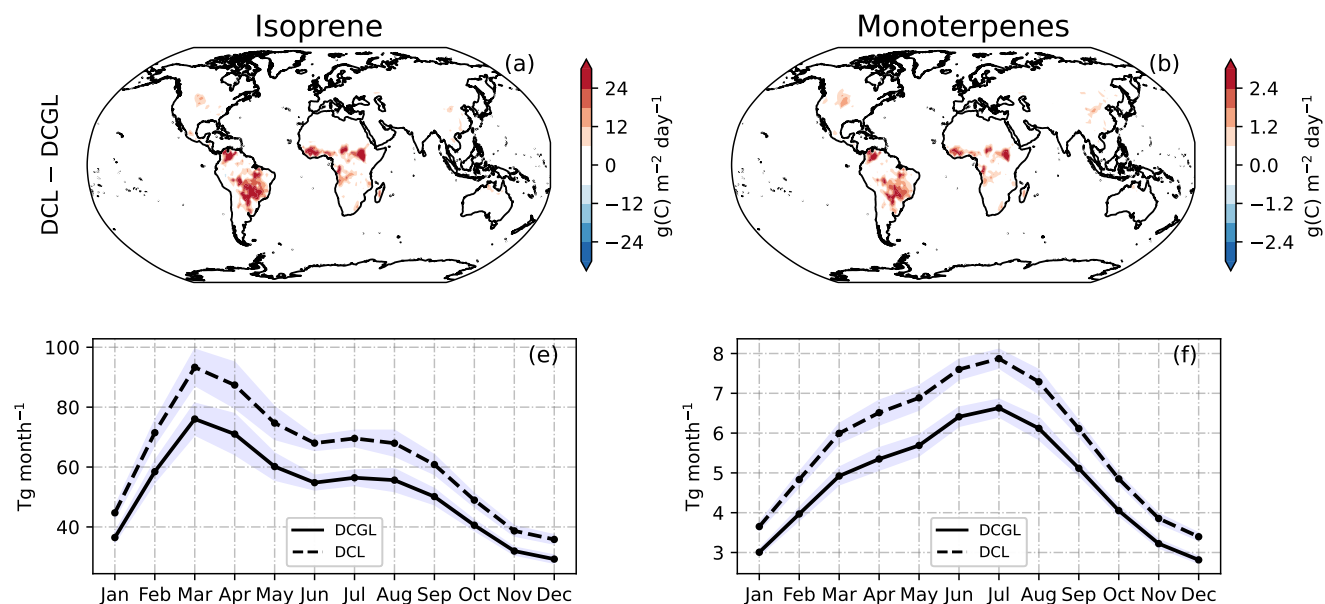 Isoprene
Monoterpenes
DCL − DCGL
(a)
24
12
0
−12
−24
g(C) m⁻² day⁻¹
(b)
2.4
1.2
0.0
−1.2
−2.4
g(C) m⁻² day⁻¹
(e)
100
80
60
40
Tg month⁻¹
DCGL
DCL
Jan Feb Mar Apr May Jun Jul Aug Sep Oct Nov Dec
(f)
8
7
6
5
4
3
Tg month⁻¹
DCGL
DCL
Jan Feb Mar Apr May Jun Jul Aug Sep Oct Nov Dec